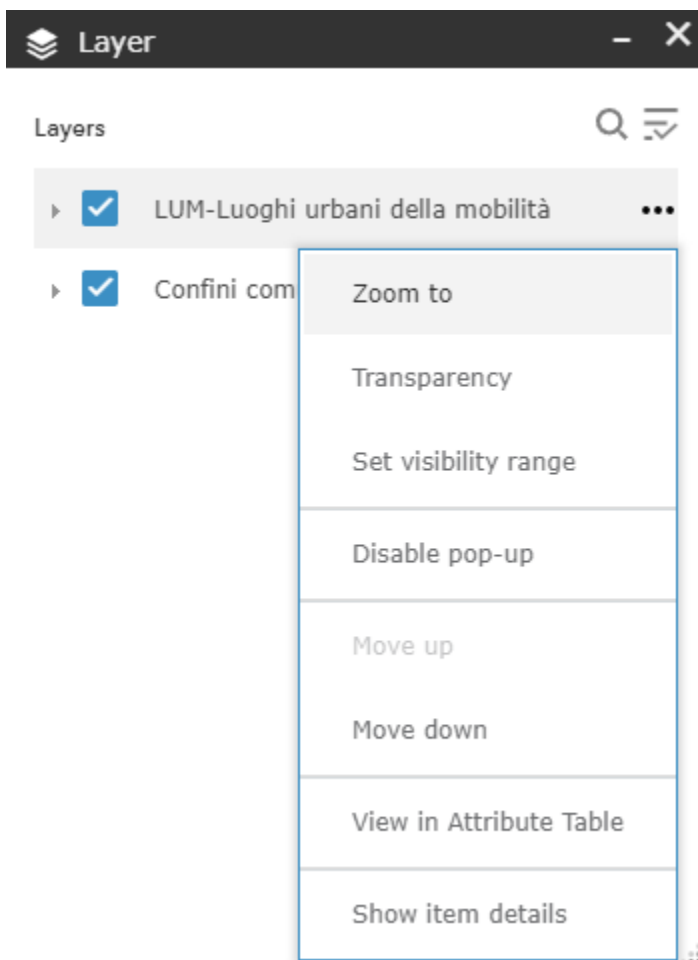 Layer
Layers
LUM-Luoghi urbani della mobilità
Confini com
Zoom to
Transparency
Set visibility range
Disable pop-up
Move up
Move down
View in Attribute Table
Show item details